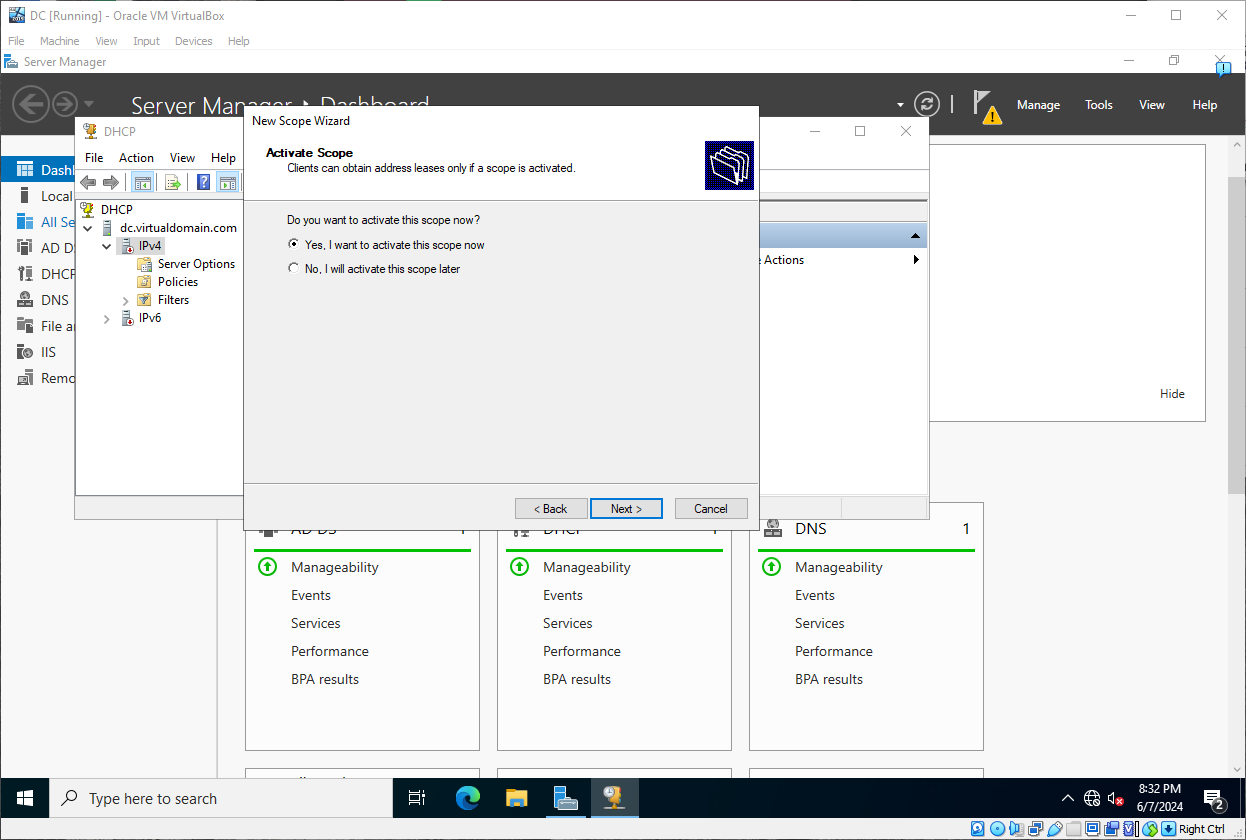 DC [Running] - Oracle VM VirtualBox
File Machine View Input Devices Help
Server Manager
Server Manager Dashboard
Manage Tools View Help
DHCP
File Action View Help
DHCP
dc.virtualdomain.com
IPv4
Server Options
Policies
Filters
IPv6
New Scope Wizard
Activate Scope
Clients can obtain address leases only if a scope is activated.
Do you want to activate this scope now?
Yes, I want to activate this scope now
No, I will activate this scope later
< Back Next > Cancel
Actions
Dashl
Local
All Se
AD D
DHCP
DNS
File a
IIS
Remo
Hide
AD DS 1
Manageability
Events
Services
Performance
BPA results
DHCP 1
Manageability
Events
Services
Performance
BPA results
DNS 1
Manageability
Events
Services
Performance
BPA results
Type here to search
8:32 PM
6/7/2024
2
Right Ctrl